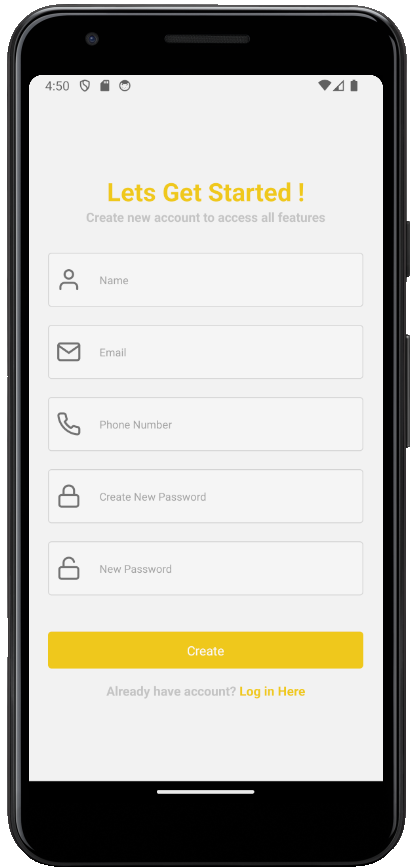 4:50
Lets Get Started !
Create new account to access all features
Name
Email
Phone Number
Create New Password
New Password
Create
Already have account? Log in Here